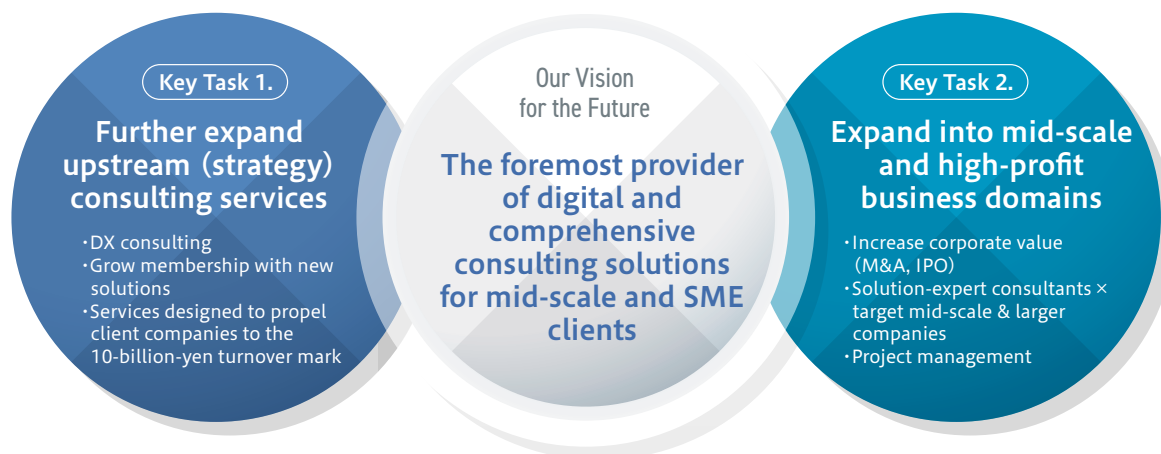 Key Task 1.
Further expand
upstream (strategy)
consulting services
・DX consulting
・Grow membership with new
solutions
・Services designed to propel
client companies to the
10-billion-yen turnover mark
Our Vision
for the Future
The foremost provider
of digital and
comprehensive
consulting solutions
for mid-scale and SME
clients
Key Task 2.
Expand into mid-scale
and high-profit
business domains
・Increase corporate value
(M&A, IPO)
・Solution-expert consultants ×
target mid-scale & larger
companies
・Project management